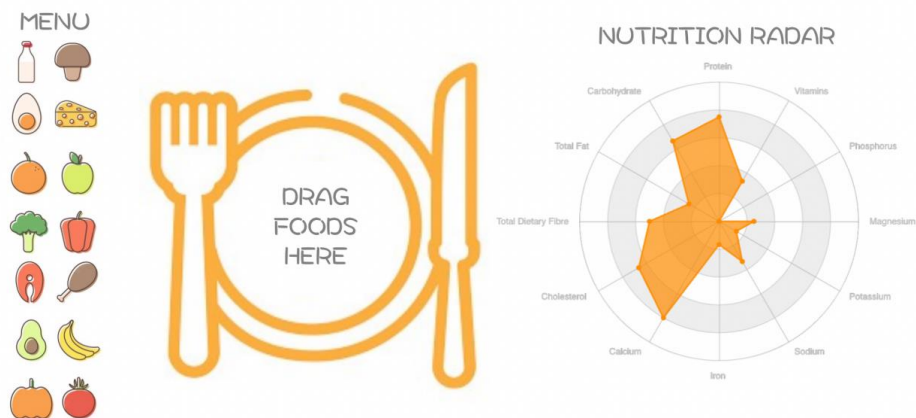 MENU
DRAG
FOODS
HERE
NUTRITION RADAR
Protein
Vitamins
Phosphorus
Magnesium
Potassium
Sodium
Iron
Calcium
Cholesterol
Total Dietary Fibre
Total Fat
Carbohydrate